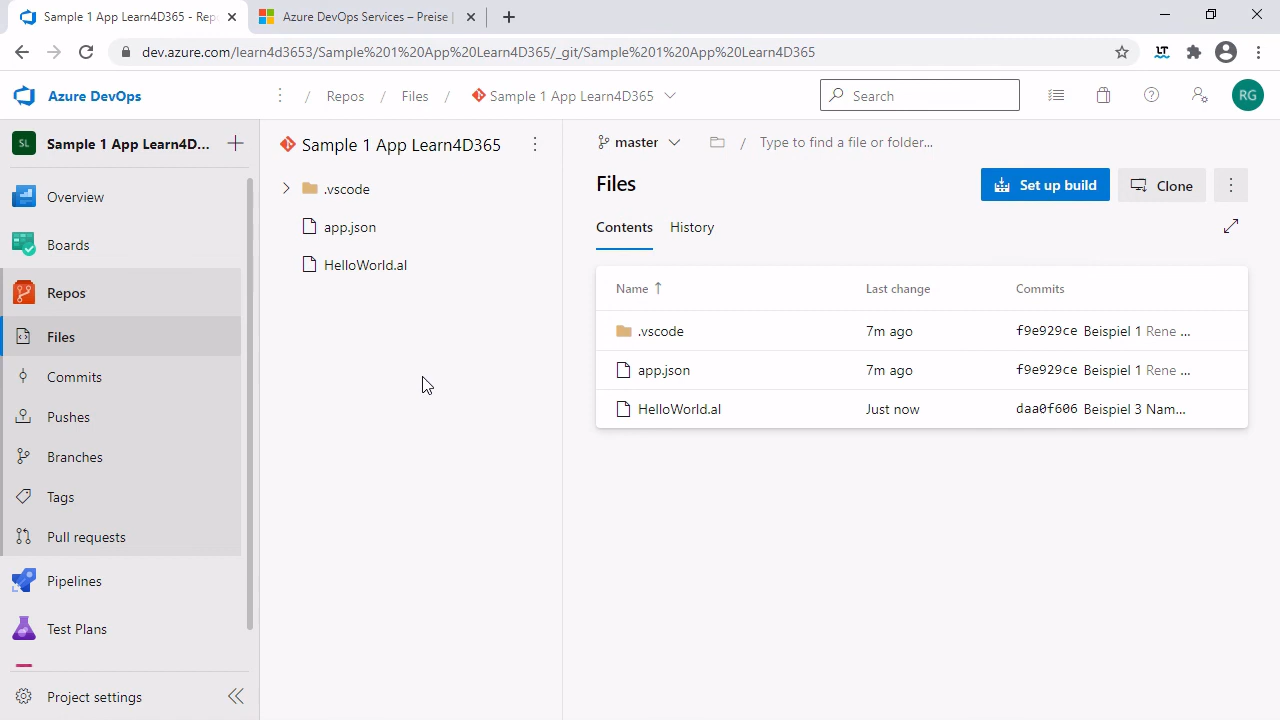 Sample 1 App Learn4D365 - Rep
Azure DevOps Services – Preise |
dev.azure.com/learn4d3653/Sample%201%20App%20Learn4D365/_git/Sample%201%20App%20Learn4D365
LT
Azure DevOps
/ Repos / Files / Sample 1 App Learn4D365
Search
RG
SL Sample 1 App Learn4D...
Overview
Boards
Repos
Files
Commits
Pushes
Branches
Tags
Pull requests
Pipelines
Test Plans
Project settings
Sample 1 App Learn4D365
.vscode
app.json
HelloWorld.al
master / Type to find a file or folder...
Files
Set up build
Clone
Contents
History
Name ↑ Last change Commits
.vscode 7m ago f9e929ce Beispiel 1 Rene ...
app.json 7m ago f9e929ce Beispiel 1 Rene ...
HelloWorld.al Just now daa0f606 Beispiel 3 Nam...